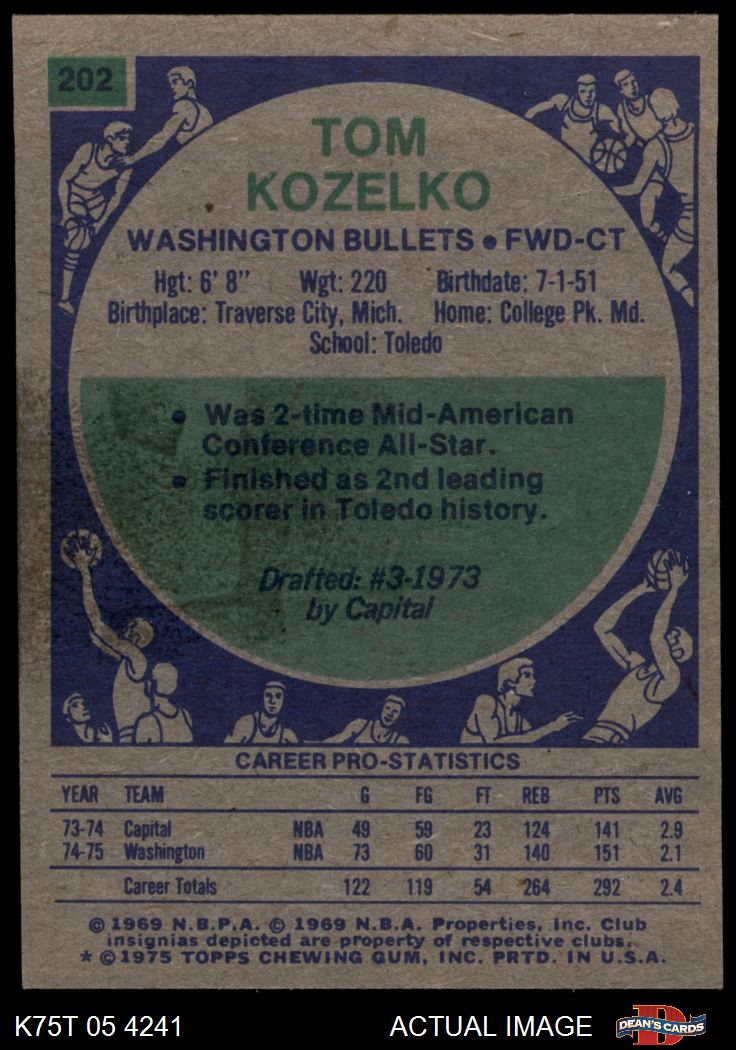 202
TOM
KOZELKO
WASHINGTON BULLETS • FWD-CT
Hgt: 6' 8" Wgt: 220 Birthdate: 7-1-51
Birthplace: Traverse City, Mich. Home: College Pk. Md.
School: Toledo
• Was 2-time Mid-American
Conference All-Star.
• Finished as 2nd leading
scorer in Toledo history.
Drafted: #3-1973
by Capital
CAREER PRO-STATISTICS
YEAR TEAM G FG FT REB PTS AVG
73-74 Capital NBA 49 59 23 124 141 2.9
74-75 Washington NBA 73 60 31 140 151 2.1
Career Totals 122 119 54 264 292 2.4
© 1969 N.B.P.A. © 1969 N.B.A. Properties, Inc. Club
insignias depicted are property of respective clubs.
* © 1975 TOPPS CHEWING GUM, INC. PRTD. IN U.S.A.
K75T 05 4241 ACTUAL IMAGE D DEAN'S CARDS